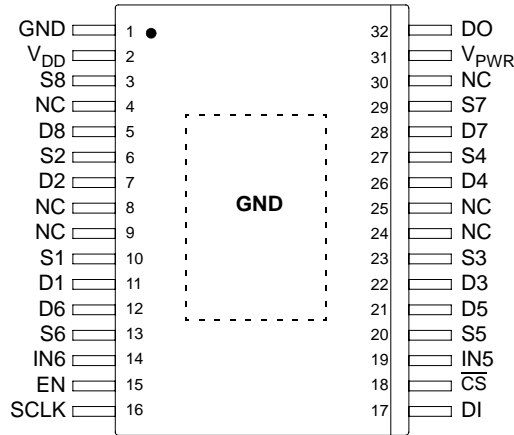 GND 1 32 DO
VDD 2 31 VPWR
S8 3 30 NC
NC 4 29 S7
D8 5 28 D7
S2 6 27 S4
D2 7 26 D4
NC 8 25 NC
NC 9 24 NC
S1 10 23 S3
D1 11 22 D3
D6 12 21 D5
S6 13 20 S5
IN6 14 19 IN5
EN 15 18 C̅S̅
SCLK 16 17 DI
GND